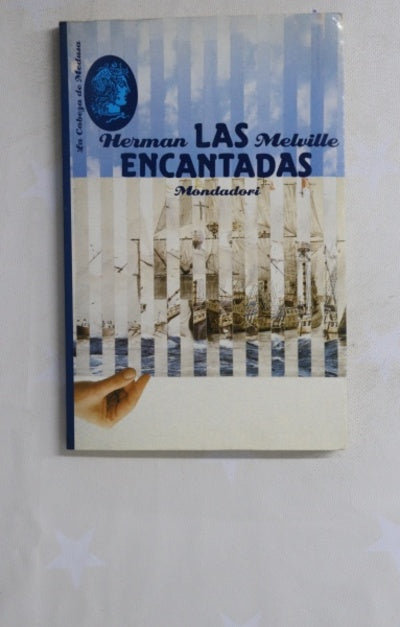 La Cabeza de Medusa
Herman LAS Melville
ENCANTADAS
Mondadori